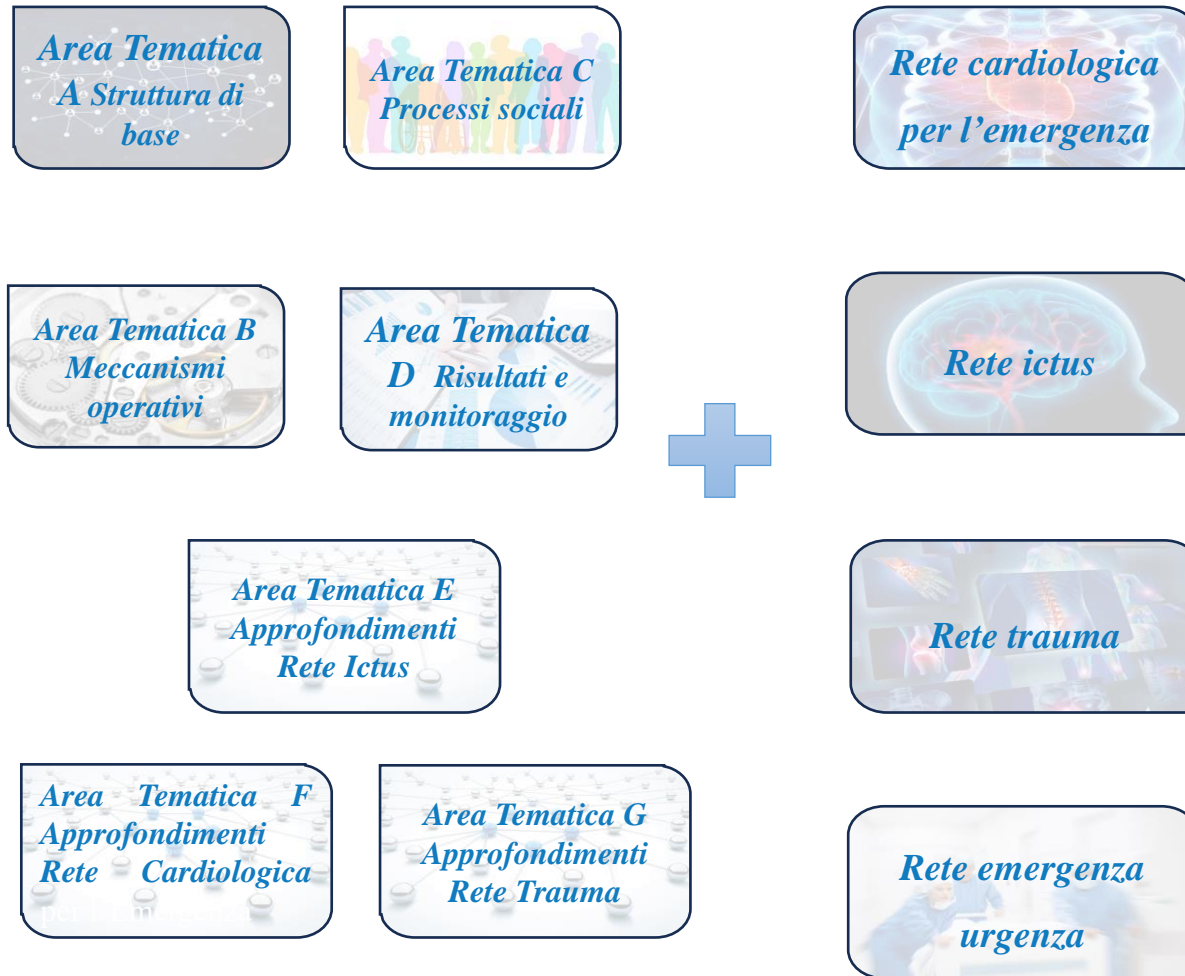 Area Tematica
A Struttura di
base
Area Tematica C
Processi sociali
Rete cardiologica
per l'emergenza
Area Tematica B
Meccanismi
operativi
Area Tematica
D Risultati e
monitoraggio
Rete ictus
Area Tematica E
Approfondimenti
Rete Ictus
Rete trauma
Area Tematica F
Approfondimenti
Rete Cardiologica
per l'emergenza
Area Tematica G
Approfondimenti
Rete Trauma
Rete emergenza
urgenza